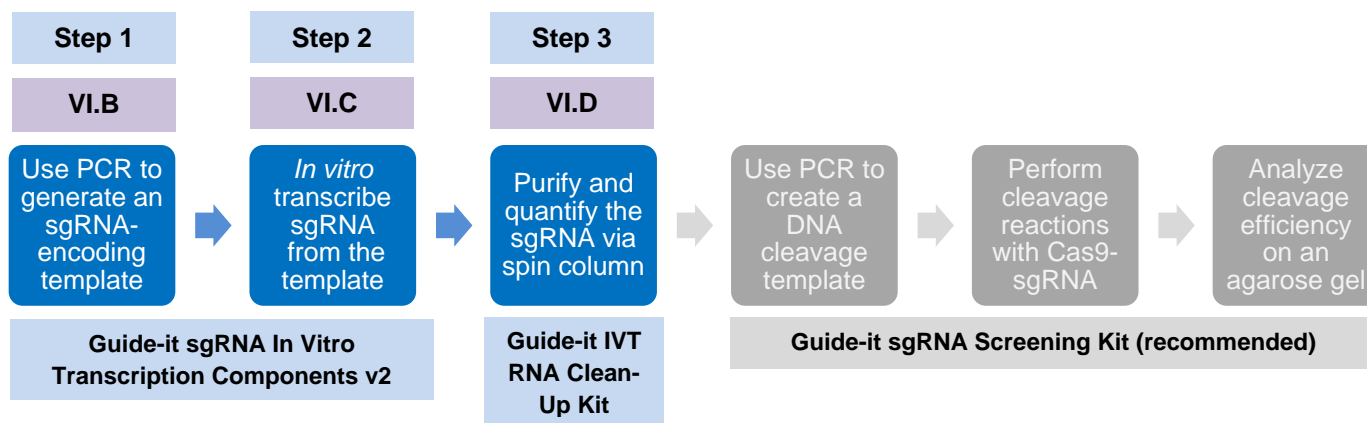 Step 1
Step 2
Step 3
VI.B
VI.C
VI.D
Use PCR to
generate an
sgRNA-
encoding
template
In vitro
transcribe
sgRNA
from the
template
Purify and
quantify the
sgRNA via
spin column
Use PCR to
create a
DNA
cleavage
template
Perform
cleavage
reactions
with Cas9-
sgRNA
Analyze
cleavage
efficiency
on an
agarose gel
Guide-it sgRNA In Vitro
Transcription Components v2
Guide-it IVT
RNA Clean-
Up Kit
Guide-it sgRNA Screening Kit (recommended)